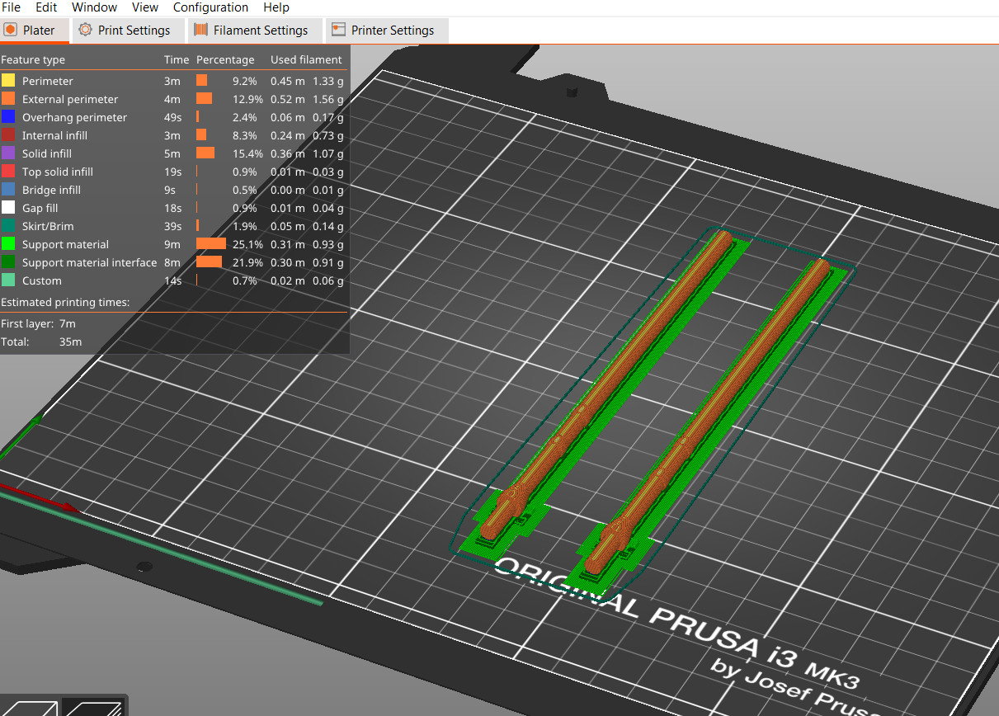 File Edit Window View Configuration Help
Plater Print Settings Filament Settings Printer Settings
Feature type Time Percentage Used filament
Perimeter 3m 9.2% 0.45 m 1.33 g
External perimeter 4m 12.9% 0.52 m 1.56 g
Overhang perimeter 49s 2.4% 0.06 m 0.17 g
Internal infill 3m 8.3% 0.24 m 0.73 g
Solid infill 5m 15.4% 0.36 m 1.07 g
Top solid infill 19s 0.9% 0.01 m 0.03 g
Bridge infill 9s 0.5% 0.00 m 0.01 g
Gap fill 18s 0.9% 0.01 m 0.04 g
Skirt/Brim 39s 1.9% 0.05 m 0.14 g
Support material 9m 25.1% 0.31 m 0.93 g
Support material interface 8m 21.9% 0.30 m 0.91 g
Custom 14s 0.7% 0.02 m 0.06 g
Estimated printing times:
First layer: 7m
Total: 35m
ORIGINAL PRUSA i3 MK3
by Josef Prusa